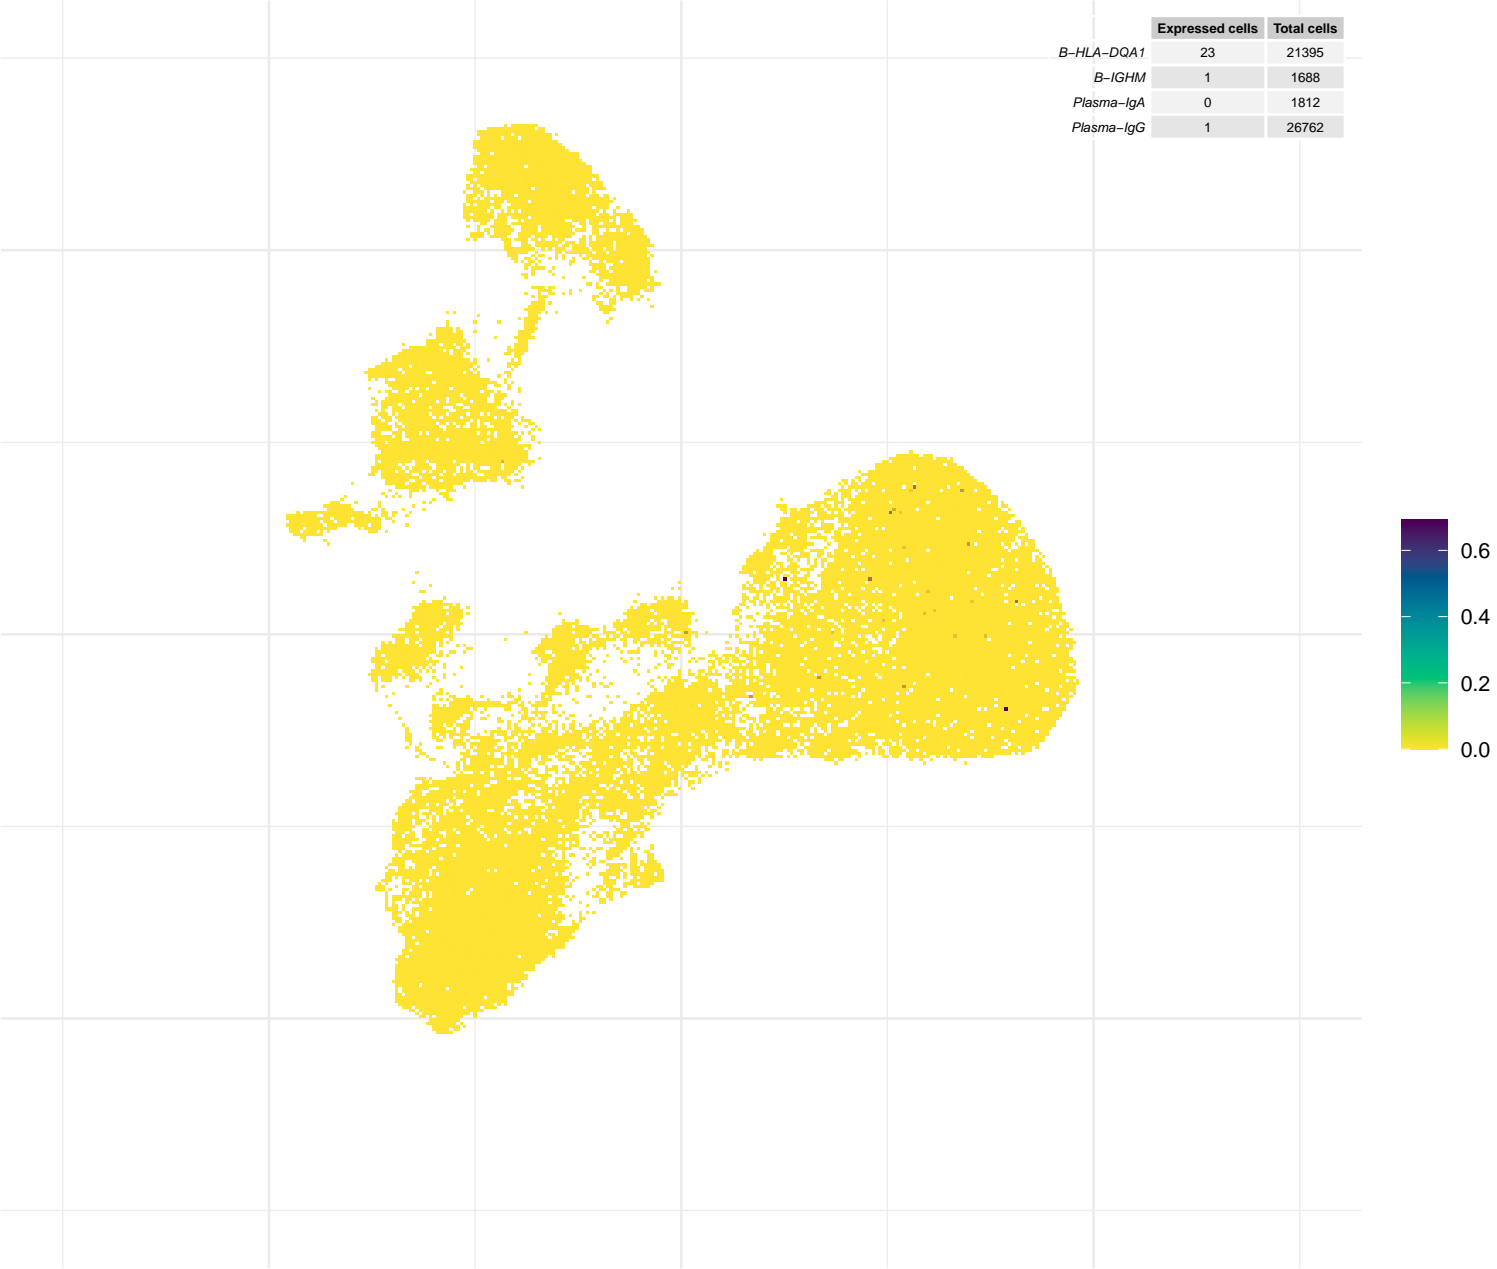 Expressed cells Total cells
B−HLA−DQA1 23 21395
B−IGHM 1 1688
Plasma−IgA 0 1812
Plasma−IgG 1 26762
0.6
0.4
0.2
0.0